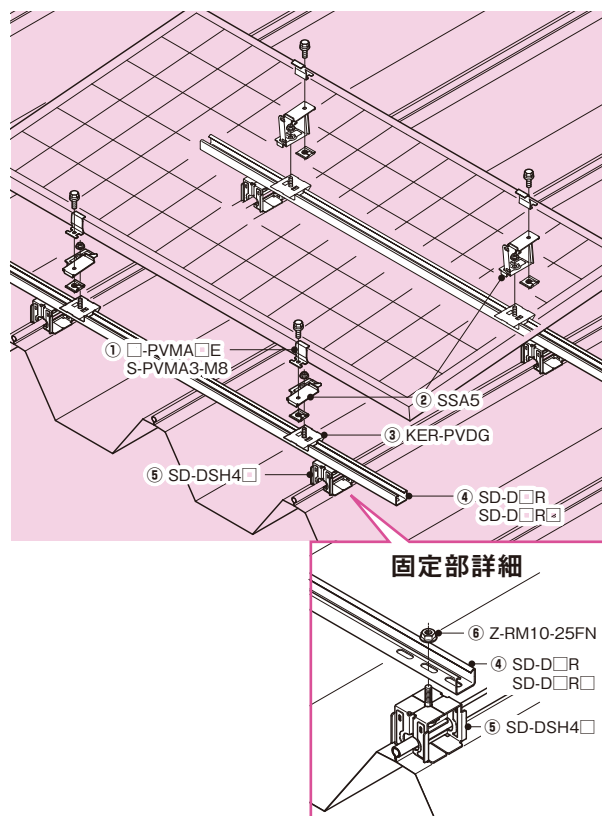 ① □-PVMA□E
S-PVMA3-M8
② SSA5
③ KER-PVDG
⑤ SD-DSH4□
④ SD-D□R
SD-D□R□
固定部詳細
⑥ Z-RM10-25FN
④ SD-D□R
SD-D□R□
⑤ SD-DSH4□